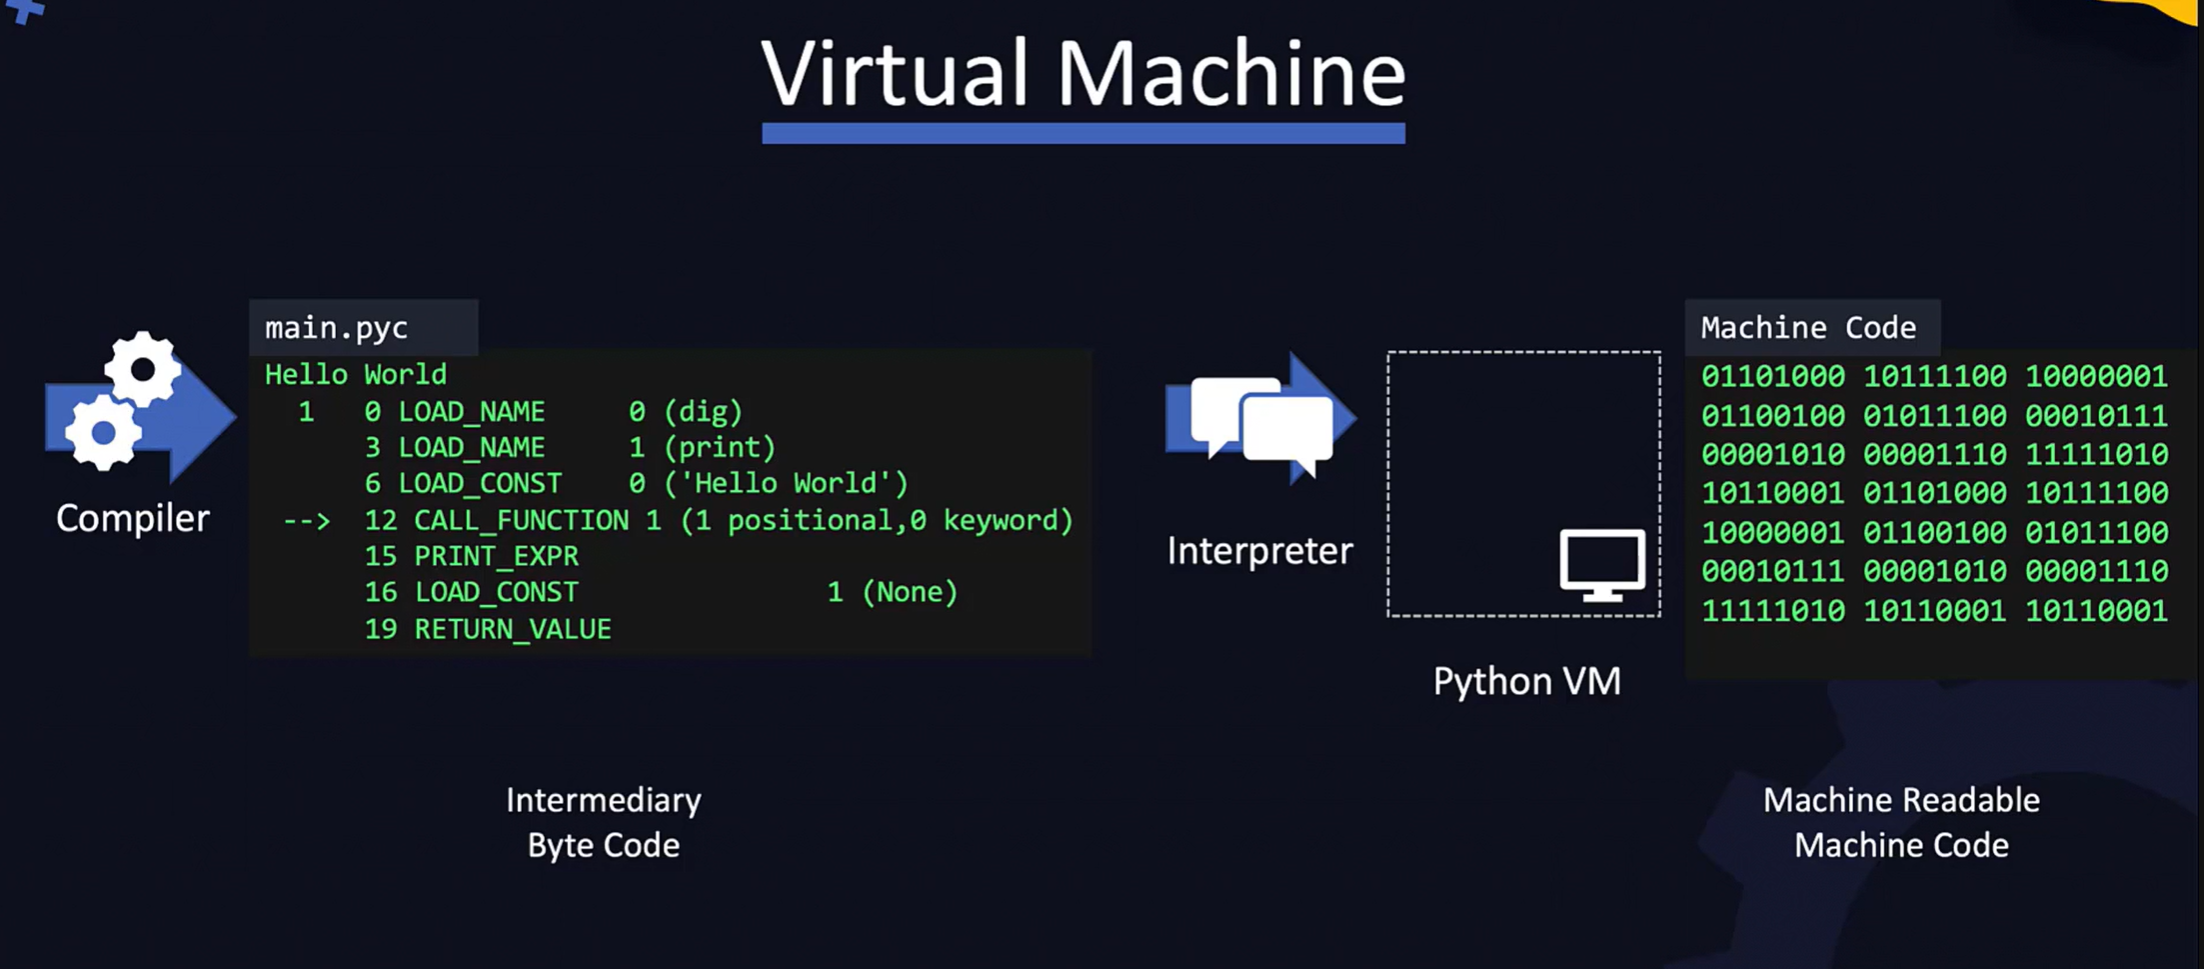 Virtual Machine
main.pyc
Hello World
1 0 LOAD_NAME 0 (dig)
3 LOAD_NAME 1 (print)
6 LOAD_CONST 0 ('Hello World')
--> 12 CALL_FUNCTION 1 (1 positional,0 keyword)
15 PRINT_EXPR
16 LOAD_CONST 1 (None)
19 RETURN_VALUE
Compiler
Interpreter
Python VM
Machine Code
01101000 10111100 10000001
01100100 01011100 00010111
00001010 00001110 11111010
10110001 01101000 10111100
10000001 01100100 01011100
00010111 00001010 00001110
11111010 10110001 10110001
Intermediary
Byte Code
Machine Readable
Machine Code